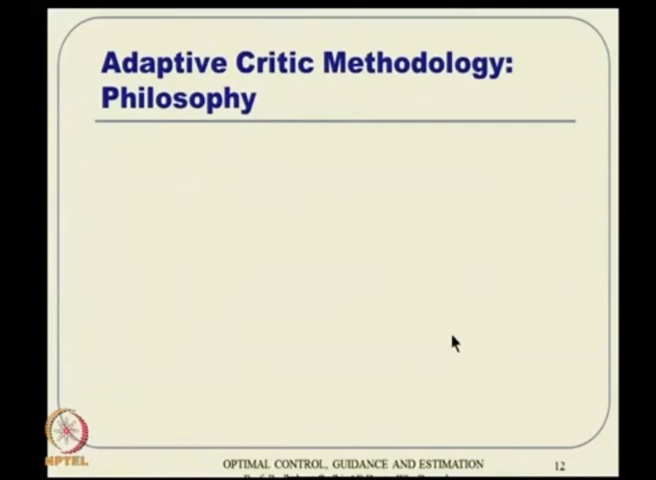 Adaptive Critic Methodology:
Philosophy
NPTEL
OPTIMAL CONTROL, GUIDANCE AND ESTIMATION
12